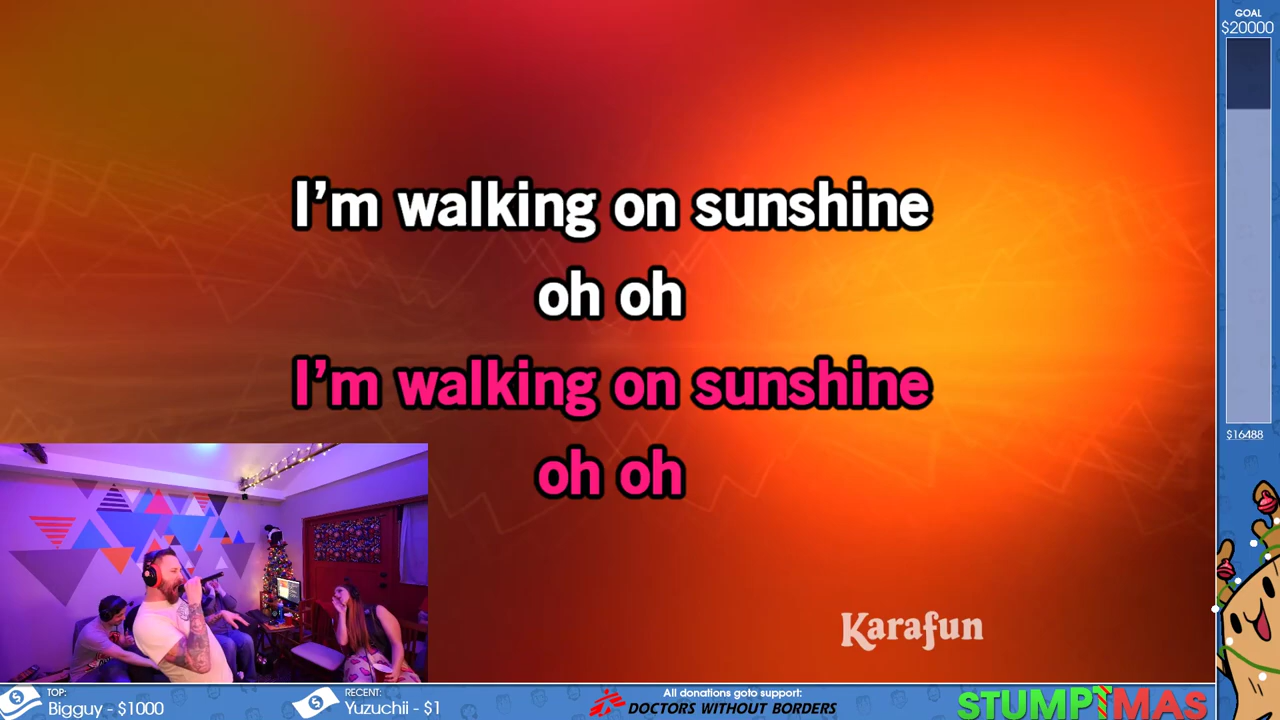 GOAL
$20000
I'm walking on sunshine
oh oh
I'm walking on sunshine
oh oh
$16488
Karafun
TOP:
Bigguy - $1000
RECENT:
Yuzuchii - $1
All donations goto support:
DOCTORS WITHOUT BORDERS
STUMPTMAS